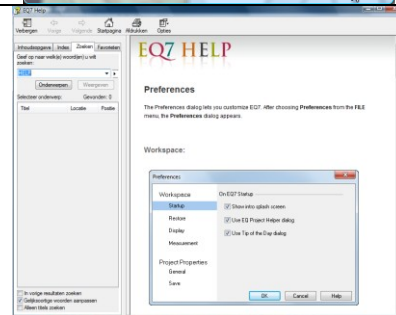 EQ7 Help
Verbergen Vorige Volgende Startpagina Afdrukken Opties
Inhoudsopgave Index Zoeken Favorieten
Geef op naar welk(e) woord(en) u wilt
zoeken:
HELP
Onderwerpen Weergeven
Selecteer onderwerp: Gevonden: 0
Titel Locatie Positie
In vorige resultaten zoeken
Gelijksoortige woorden aanpassen
Alleen titels zoeken
EQ7 HELP
Preferences
The Preferences dialog lets you customize EQ7. After choosing Preferences from the FILE
menu, the Preferences dialog appears.
Workspace:
Preferences
Workspace
Startup
Restore
Display
Measurement
Project Properties
General
Save
On EQ7 Startup
Show intro splash screen
Use EQ Project Helper dialog
Use Tip of the Day dialog
OK Cancel Help